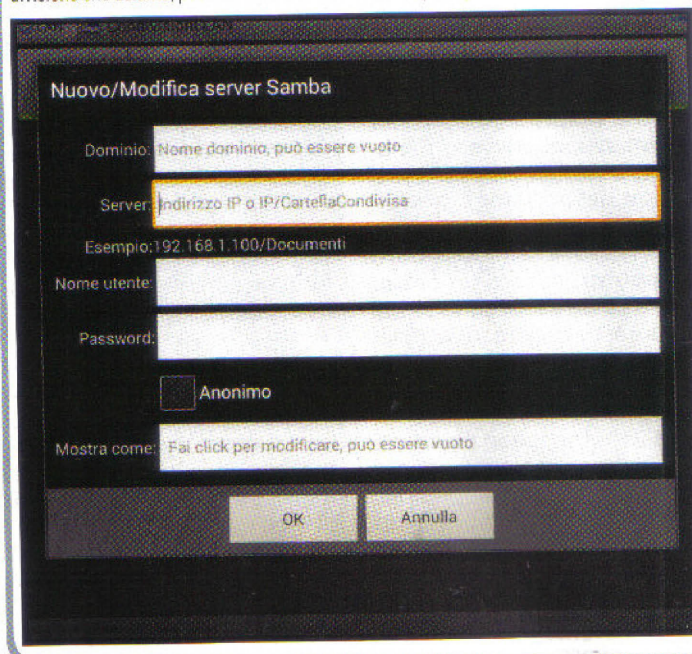 Nuovo/Modifica server Samba
Dominio: Nome dominio, può essere vuoto
Server: Indirizzo IP o IP/CartellaCondivisa
Esempio:192.168.1.100/Documenti
Nome utente:
Password:
Anonimo
Mostra come: Fai click per modificare, può essere vuoto
OK Annulla